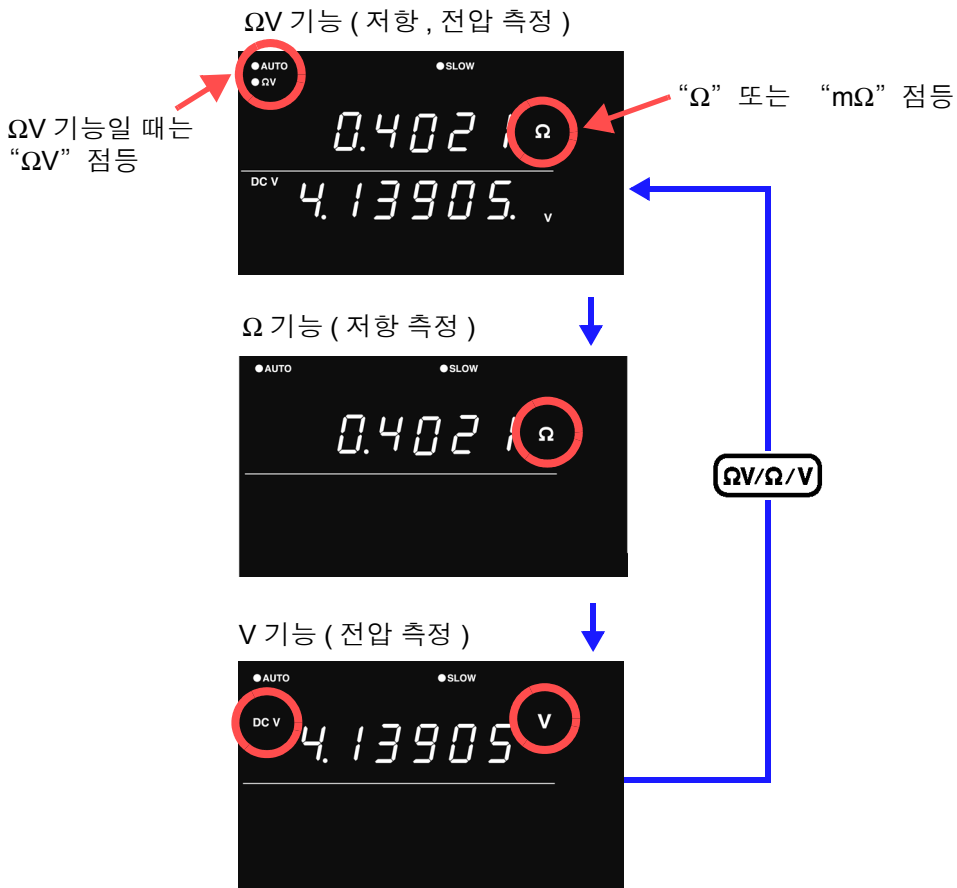 ΩV 기능 ( 저항 , 전압 측정 )
●AUTO ●SLOW
●ΩV
0.4021 Ω
DC V 4.13905. V
ΩV 기능일 때는
“ΩV” 점등
“Ω” 또는 “mΩ” 점등
Ω 기능 ( 저항 측정 )
●AUTO ●SLOW
0.4021 Ω
ΩV/Ω/V
V 기능 ( 전압 측정 )
●AUTO ●SLOW
DC V 4.13905 V